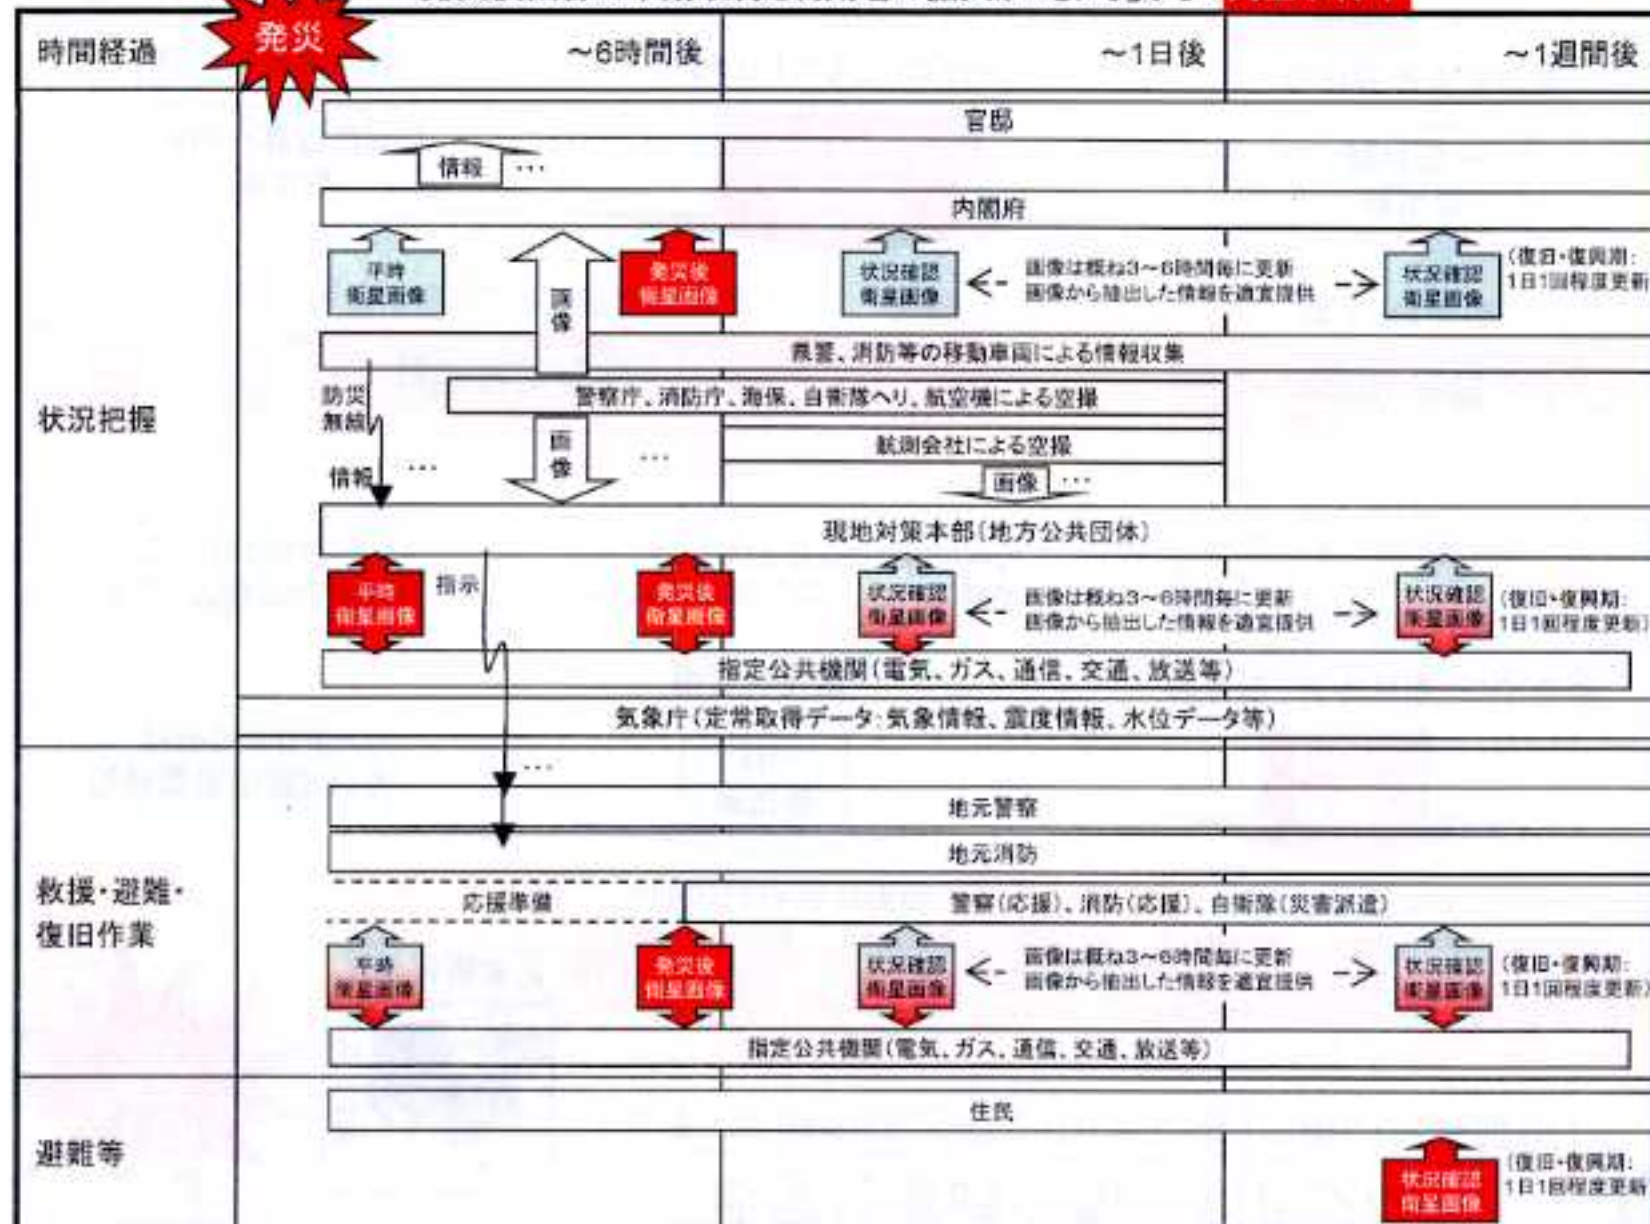 時間経過
発災
～6時間後
～1日後
～1週間後
状況把握
官邸
情報
…
内閣府
平時
衛星画像
画像
発災後
衛星画像
状況確認
衛星画像
画像は概ね3～6時間毎に更新
画像から抽出した情報を適宜提供
状況確認
衛星画像
(復旧・復興期:
1日1回程度更新
県警、消防等の移動車両による情報収集
防災
無線
警察庁、消防庁、海保、自衛隊ヘリ、航空機による空撮
航測会社による空撮
情報
…
画像
…
画像
…
現地対策本部(地方公共団体)
平時
衛星画像
指示
発災後
衛星画像
状況確認
衛星画像
画像は概ね3～6時間毎に更新
画像から抽出した情報を適宜提供
状況確認
衛星画像
(復旧・復興期:
1日1回程度更新)
指定公共機関(電気、ガス、通信、交通、放送等)
気象庁(定常取得データ:気象情報、震度情報、水位データ等)
…
救援・避難・
復旧作業
地元警察
地元消防
応援準備
警察(応援)、消防(応援)、自衛隊(災害派遣)
平時
衛星画像
発災後
衛星画像
状況確認
衛星画像
画像は概ね3～6時間毎に更新
画像から抽出した情報を適宜提供
状況確認
衛星画像
(復旧・復興期:
1日1回程度更新)
指定公共機関(電気、ガス、通信、交通、放送等)
避難等
住民
状況確認
衛星画像
(復旧・復興期:
1日1回程度更新